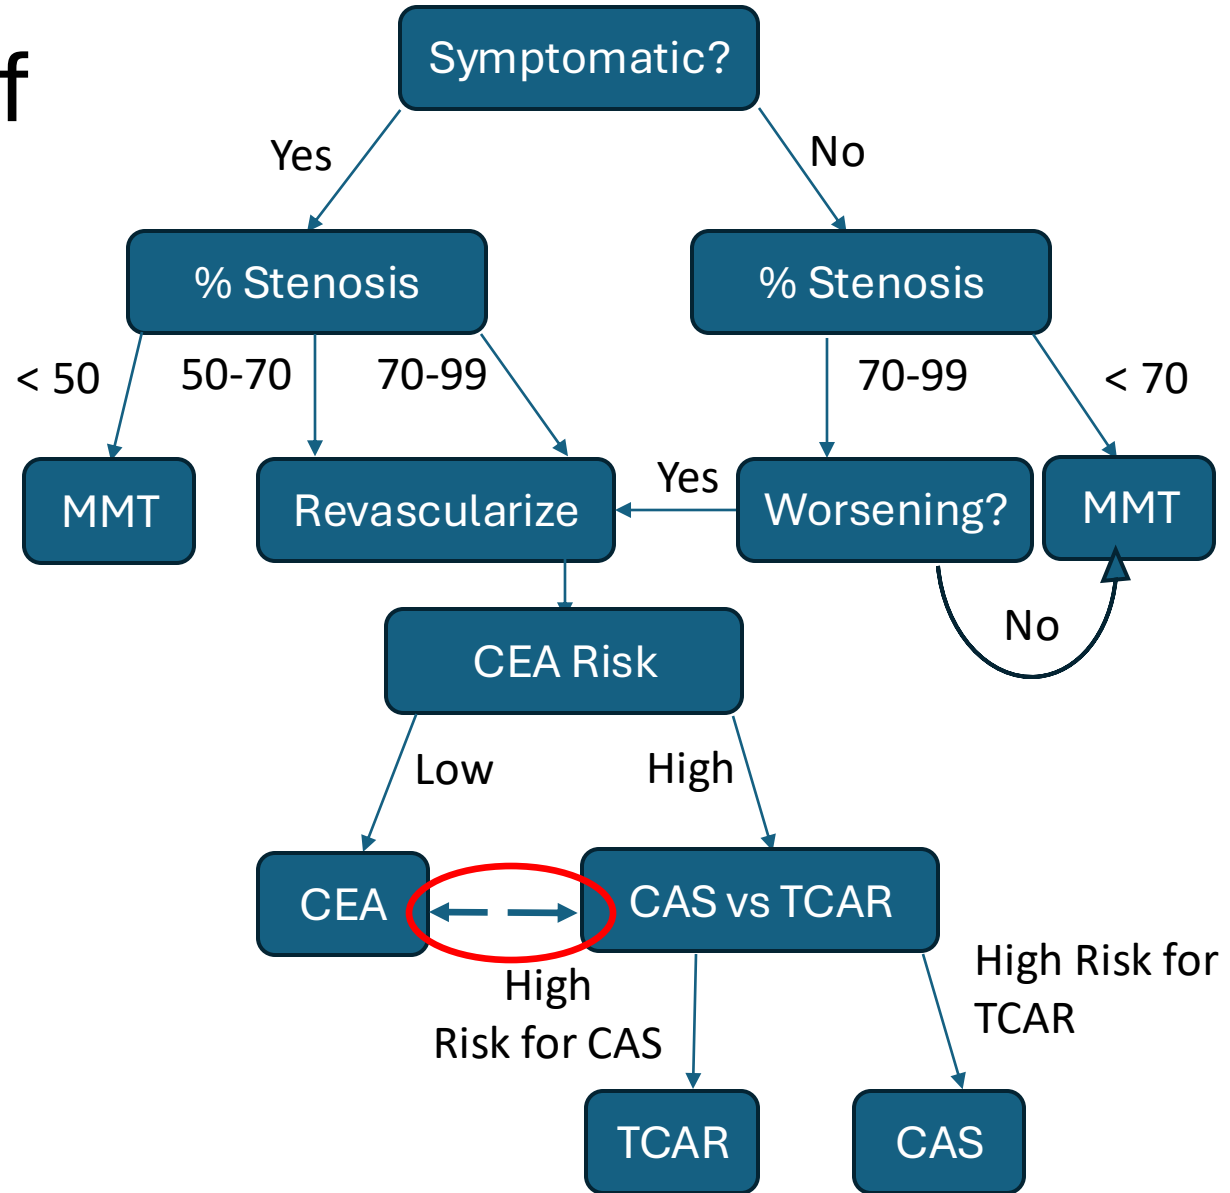 f
Symptomatic?
Yes
No
% Stenosis
% Stenosis
< 50
50-70
70-99
70-99
< 70
MMT
Revascularize
Yes
Worsening?
MMT
No
CEA Risk
Low
High
CEA
CAS vs TCAR
High
Risk for CAS
High Risk for
TCAR
TCAR
CAS